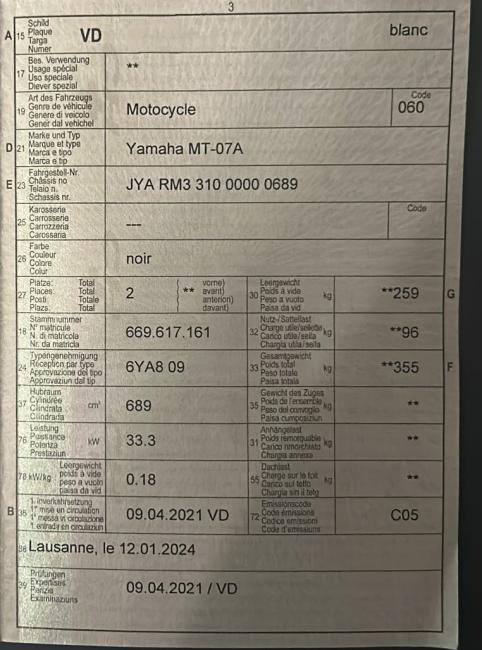 3
A 15 Schild
Plaque
Targa
Numer
VD
blanc
17 Bes. Verwendung
Usage spécial
Uso speciale
Diever spezial
**
19 Art des Fahrzeugs
Genre de véhicule
Genere di veicolo
Gener dal vehichel
Motocycle
Code
060
D 21 Marke und Typ
Marque et type
Marca e tipo
Marca e tip
Yamaha MT-07A
E 23 Fahrgestell-Nr.
Châssis no
Telaio n.
Schassis nr.
JYA RM3 310 0000 0689
25 Karosserie
Carrosserie
Carrozzeria
Carossaria
---
Code
26 Farbe
Couleur
Colore
Colur
noir
27 Plätze: Total
Places: Total
Posti: Totale
Plazs: Total
2
** vorne)
avant)
anteriori)
davant)
30 Leergewicht
Poids à vide
Peso a vuoto
Paisa da vid
kg
**259
G
18 Stammnummer
N° matricule
N. di matricola
Nr. da matricla
669.617.161
32 Nutz-/Sattellast
Charge utile/sellette
Carico utile/sella
Chargia utila/sella
kg
**96
24 Typengenehmigung
Réception par type
Approvazione del tipo
Approvaziun dal tip
6YA8 09
33 Gesamtgewicht
Poids total
Peso totale
Paisa totala
kg
**355
F
37 Hubraum
Cylindrée
Cilindrata
Cilindrada
cm³
689
35 Gewicht des Zuges
Poids de l'ensemble
Peso del convoglio
Paisa cumposiziun
kg
**
76 Leistung
Puissance
Potenza
Prestaziun
kW
33.3
31 Anhängelast
Poids remorquable
Carico rimorchiato
Chargia annexa
kg
**
78 kW/kg Leergewicht
poids à vide
peso a vuoto
paisa da vid
0.18
55 Dachlast
Charge sur le toit
Carico sul tetto
Chargia sin il tetg
kg
**
B 36 1. Inverkehrsetzung
1re mise en circulation
1a messa in circolazione
1. entrada en circulaziun
09.04.2021 VD
72 Emissionscode
Code émissions
Codice emissioni
Code d'emissiuns
C05
38 Lausanne, le 12.01.2024
39 Prüfungen
Expertises
Perizie
Examinaziuns
09.04.2021 / VD